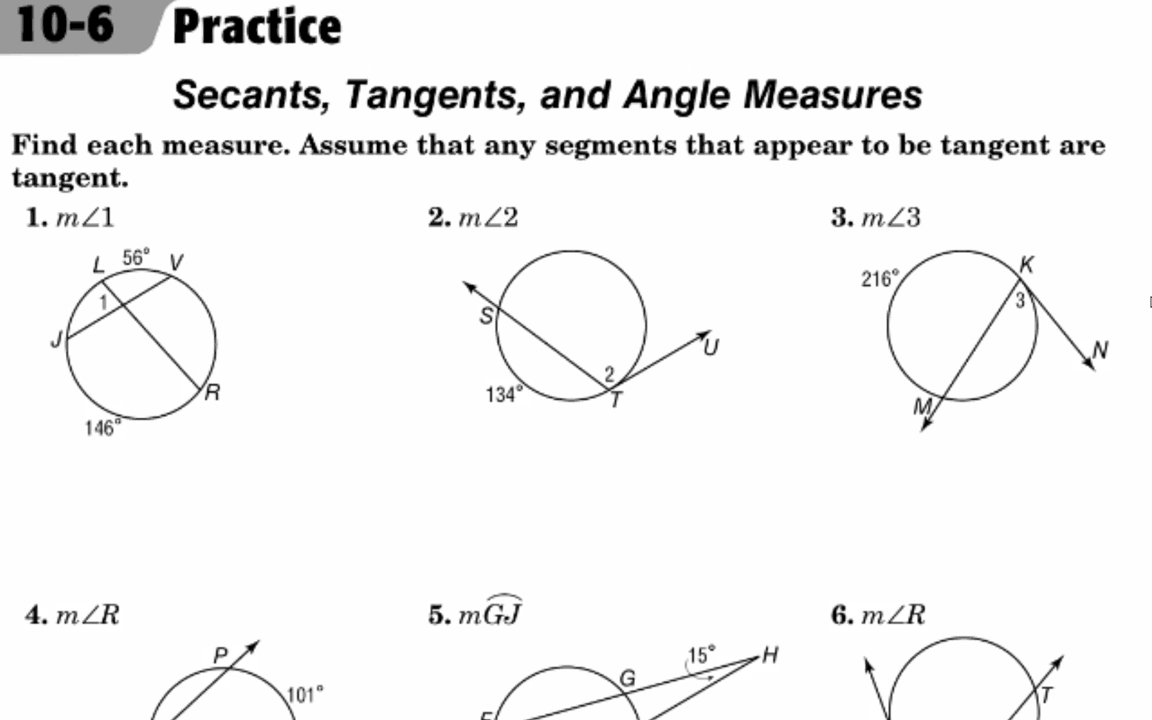 10-6 Practice
Secants, Tangents, and Angle Measures
Find each measure. Assume that any segments that appear to be tangent are
tangent.
1. m∠1
2. m∠2
3. m∠3
L 56° V
1
J
R
146°
S
2
U
134°
T
216°
K
3
N
M
4. m∠R
5. mGJ
6. m∠R
P
101°
15° H
G
F
T